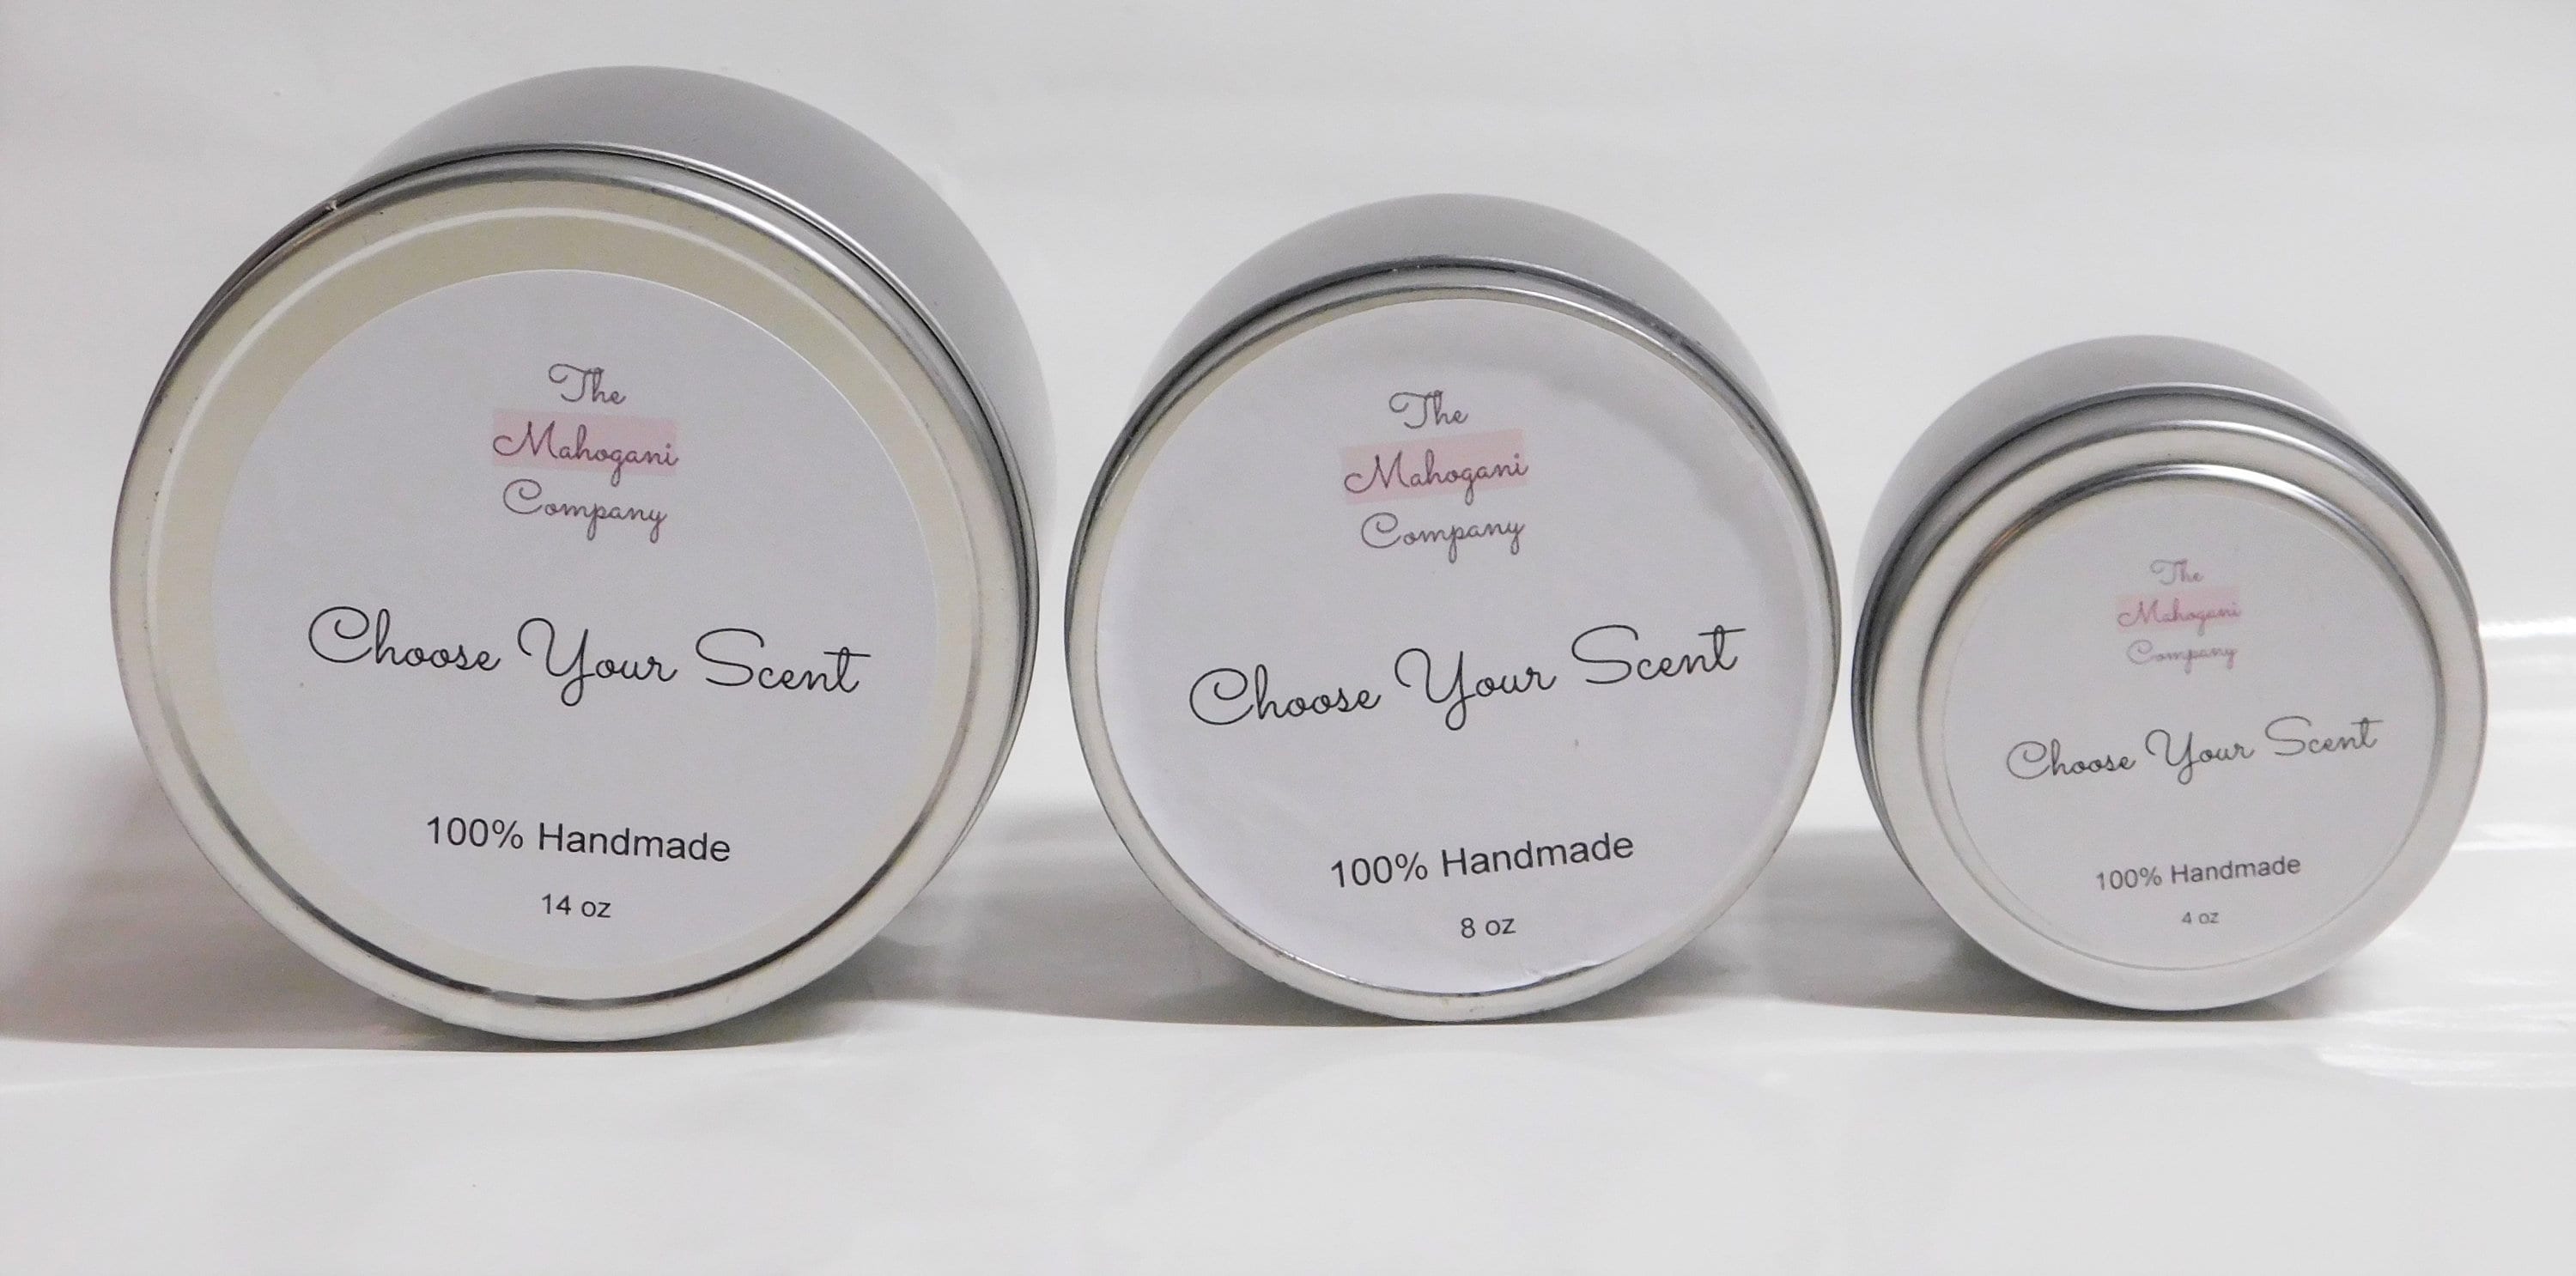 The
Mahogani
Company
Choose Your Scent
100% Handmade
14 oz
The
Mahogani
Company
Choose Your Scent
100% Handmade
8 oz
The
Mahogani
Company
Choose Your Scent
100% Handmade
4 oz